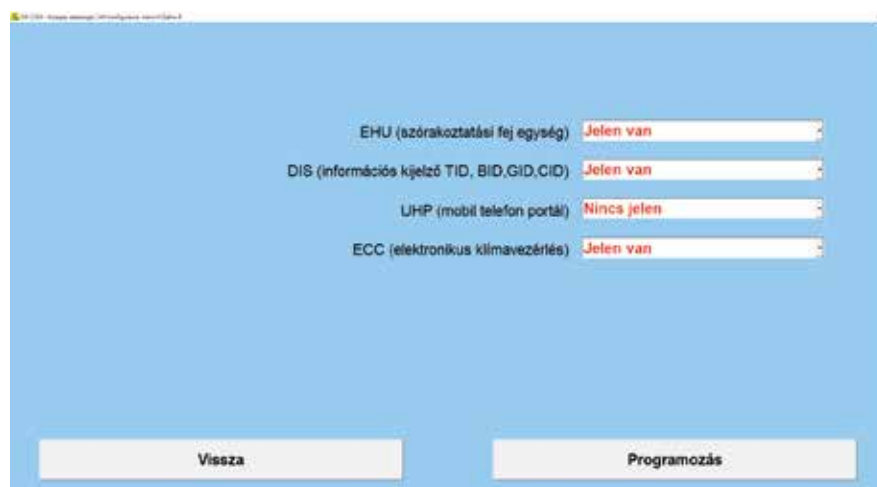 EHU (szórakoztatási fej egység) Jelen van
DIS (információs kijelző TID, BID,GID,CID) Jelen van
UHP (mobil telefon portál) Nincs jelen
ECC (elektronikus klímavezérlés) Jelen van
Vissza Programozás